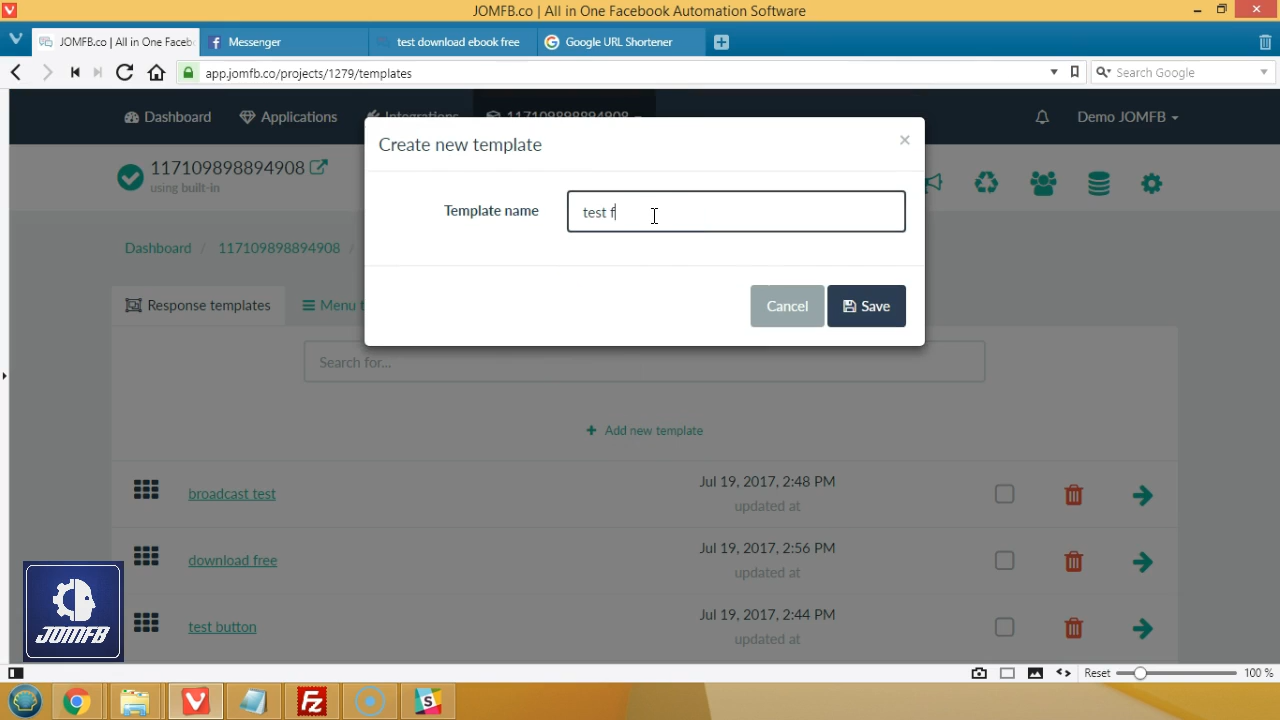 JOMFB.co | All in One Facebook Automation Software
JOMFB.co | All in One Faceb
Messenger
test download ebook free
Google URL Shortener
app.jomfb.co/projects/1279/templates
Search Google
Dashboard
Applications
Integrations
117109898894908
Demo JOMFB
117109898894908
using built-in
Create new template
×
Template name
test f
Cancel
Save
Dashboard / 117109898894908 /
Response templates
Menu t
Search for...
+ Add new template
broadcast test
Jul 19, 2017, 2:48 PM
updated at
download free
Jul 19, 2017, 2:56 PM
updated at
test button
Jul 19, 2017, 2:44 PM
updated at
JOMFB
Reset
100 %